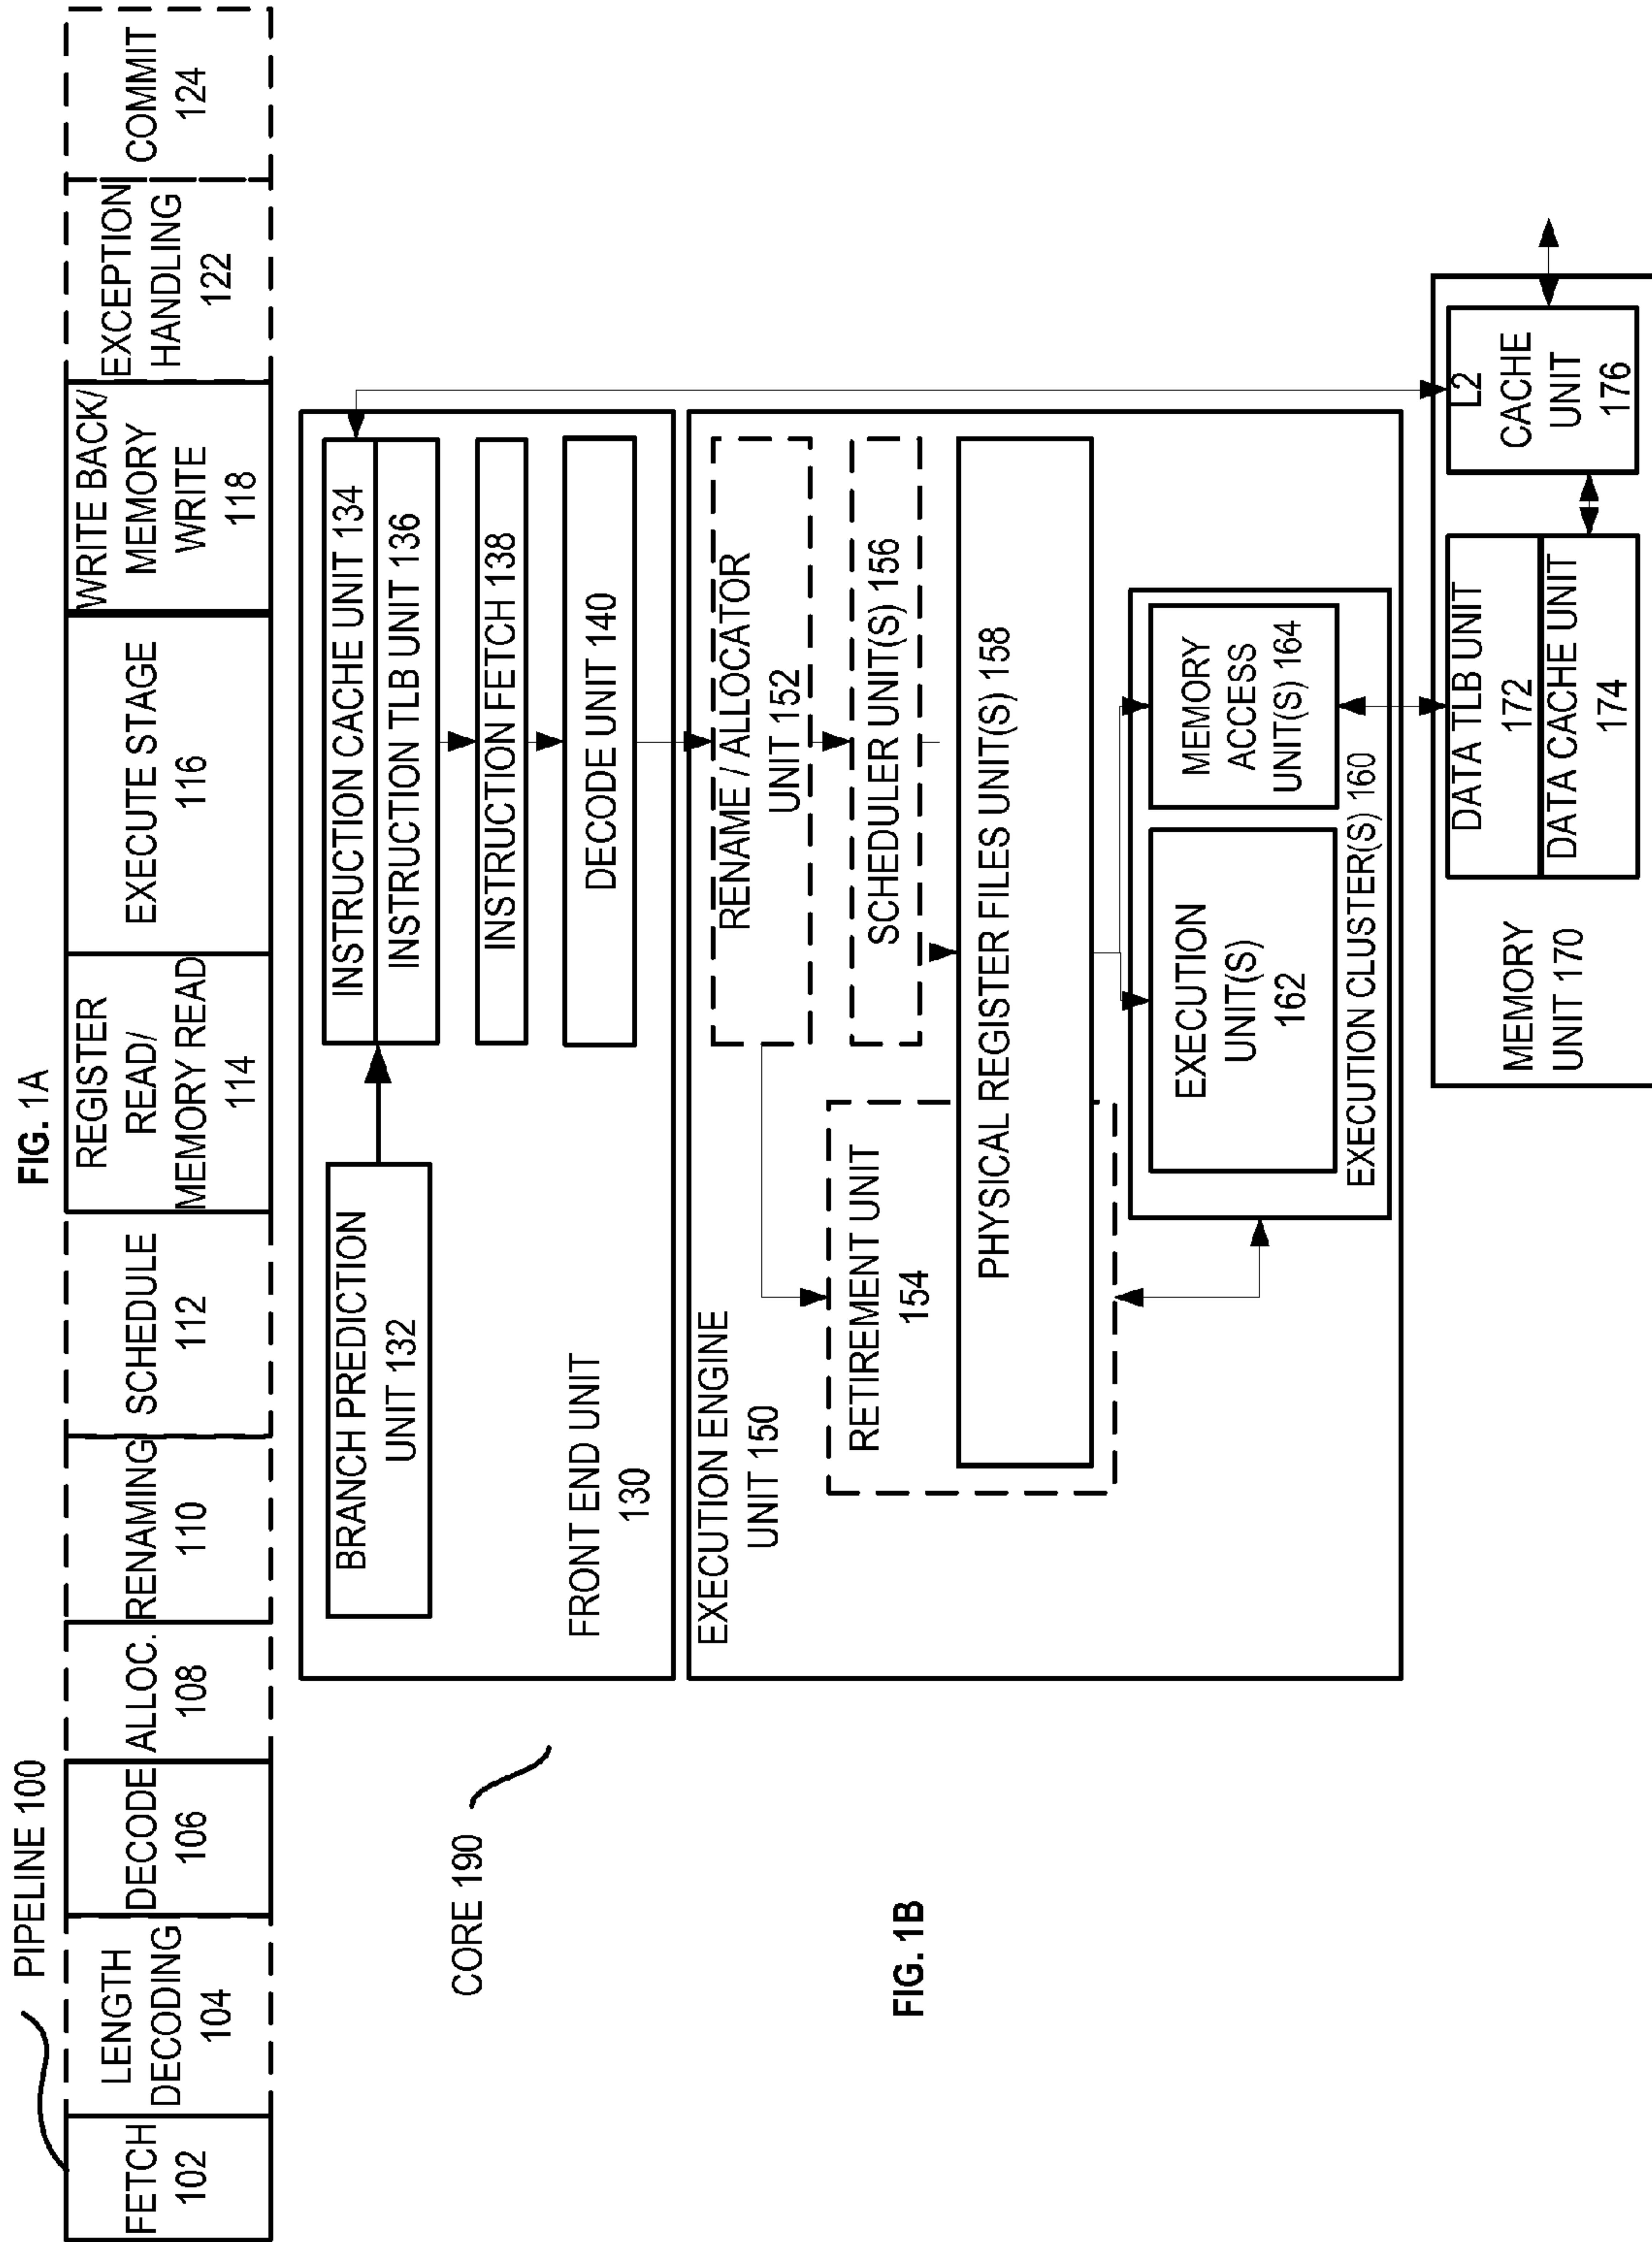 PIPELINE 100
FIG. 1A
FETCH
102
LENGTH
DECODING
104
DECODE
106
ALLOC.
108
RENAMING
110
SCHEDULE
112
REGISTER
READ/
MEMORY READ
114
EXECUTE STAGE
116
WRITE BACK/
MEMORY
WRITE
118
EXCEPTION
HANDLING
122
COMMIT
124
CORE 190
BRANCH PREDICTION
UNIT 132
INSTRUCTION CACHE UNIT 134
INSTRUCTION TLB UNIT 136
INSTRUCTION FETCH 138
DECODE UNIT 140
FRONT END UNIT
130
EXECUTION ENGINE
UNIT 150
RENAME / ALLOCATOR
UNIT 152
SCHEDULER UNIT(S) 156
RETIREMENT UNIT
154
PHYSICAL REGISTER FILES UNIT(S) 158
EXECUTION
UNIT(S)
162
MEMORY
ACCESS
UNIT(S) 164
EXECUTION CLUSTER(S) 160
MEMORY
UNIT 170
DATA TLB UNIT
172
DATA CACHE UNIT
174
L2
CACHE
UNIT
176
FIG. 1B